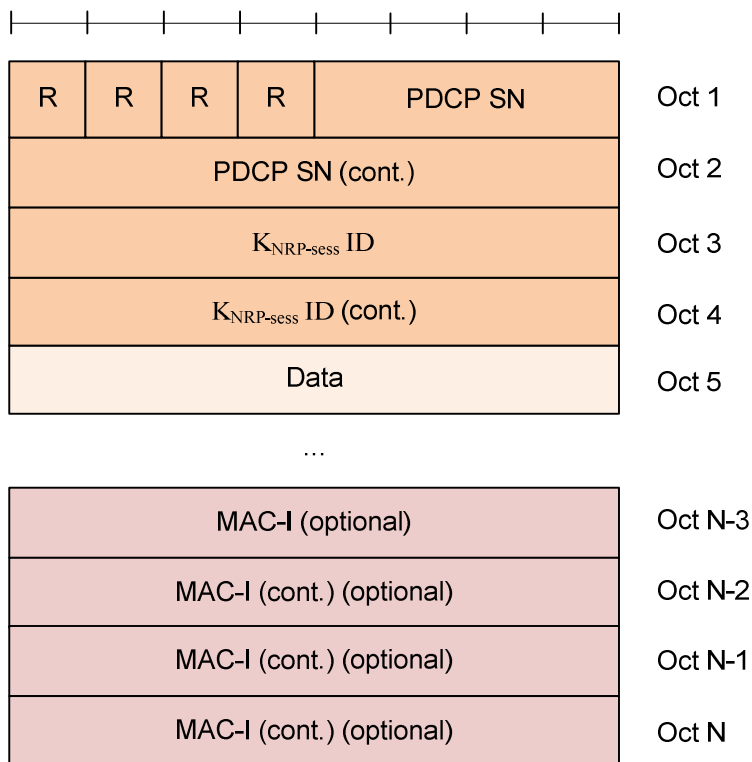 R R R R PDCP SN Oct 1
PDCP SN (cont.) Oct 2
K_NRP-sess ID Oct 3
K_NRP-sess ID (cont.) Oct 4
Data Oct 5
...
MAC-I (optional) Oct N-3
MAC-I (cont.) (optional) Oct N-2
MAC-I (cont.) (optional) Oct N-1
MAC-I (cont.) (optional) Oct N